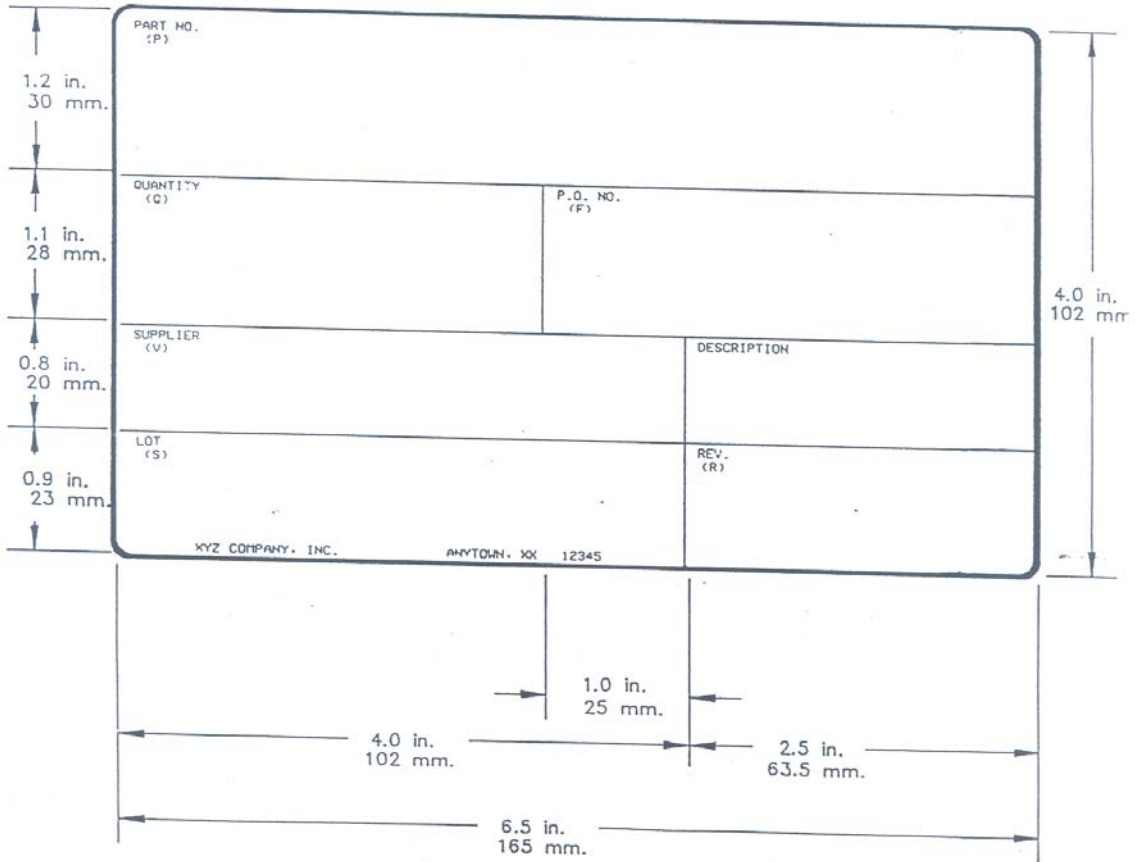 PART NO.
(P)
1.2 in.
30 mm.
QUANTITY
(Q)
P.O. NO.
(F)
1.1 in.
28 mm.
4.0 in.
102 mm
SUPPLIER
(V)
DESCRIPTION
0.8 in.
20 mm.
LOT
(S)
REV.
(R)
0.9 in.
23 mm.
XYZ COMPANY, INC. ANYTOWN, XX 12345
1.0 in.
25 mm.
4.0 in.
102 mm.
2.5 in.
63.5 mm.
6.5 in.
165 mm.